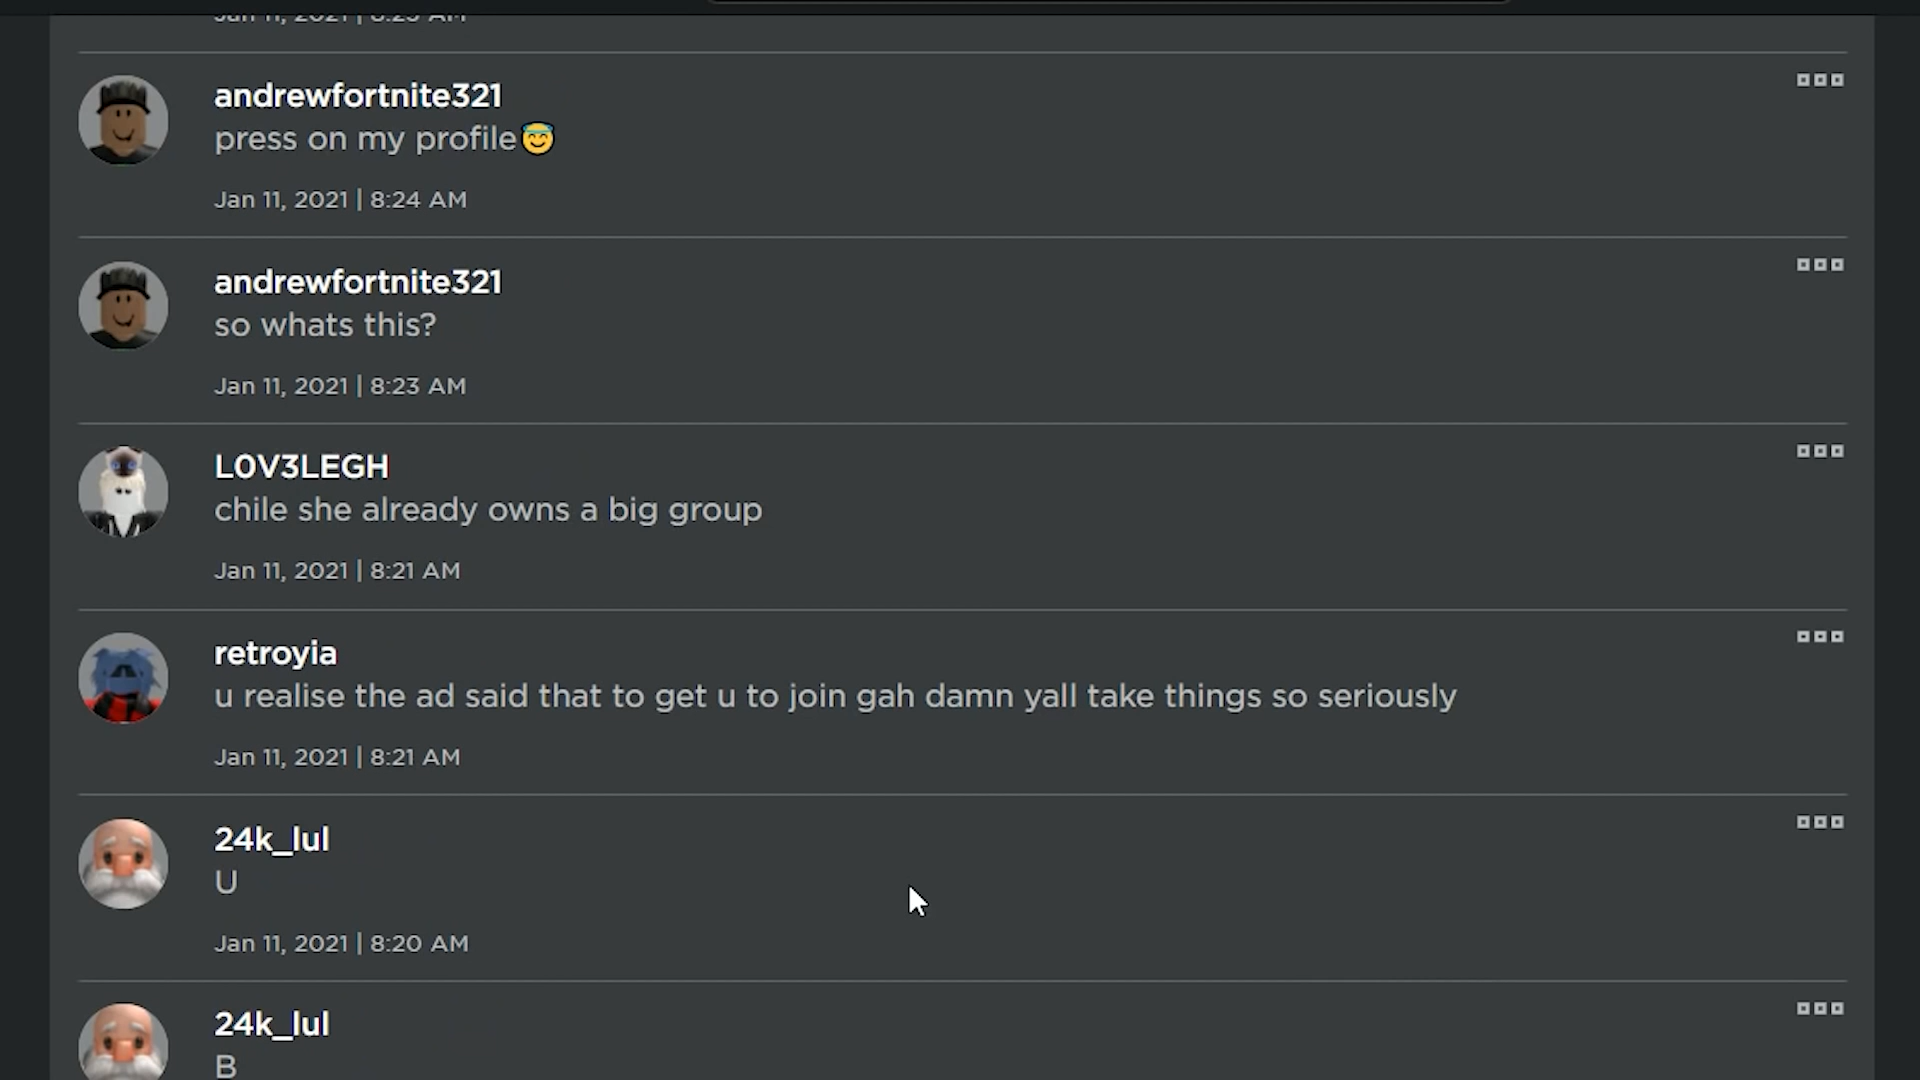 Jan 11, 2021 | 8:25 AM
andrewfortnite321
press on my profile😇
Jan 11, 2021 | 8:24 AM
andrewfortnite321
so whats this?
Jan 11, 2021 | 8:23 AM
L0V3LEGH
chile she already owns a big group
Jan 11, 2021 | 8:21 AM
retroyia
u realise the ad said that to get u to join gah damn yall take things so seriously
Jan 11, 2021 | 8:21 AM
24k_lul
U
Jan 11, 2021 | 8:20 AM
24k_lul
B